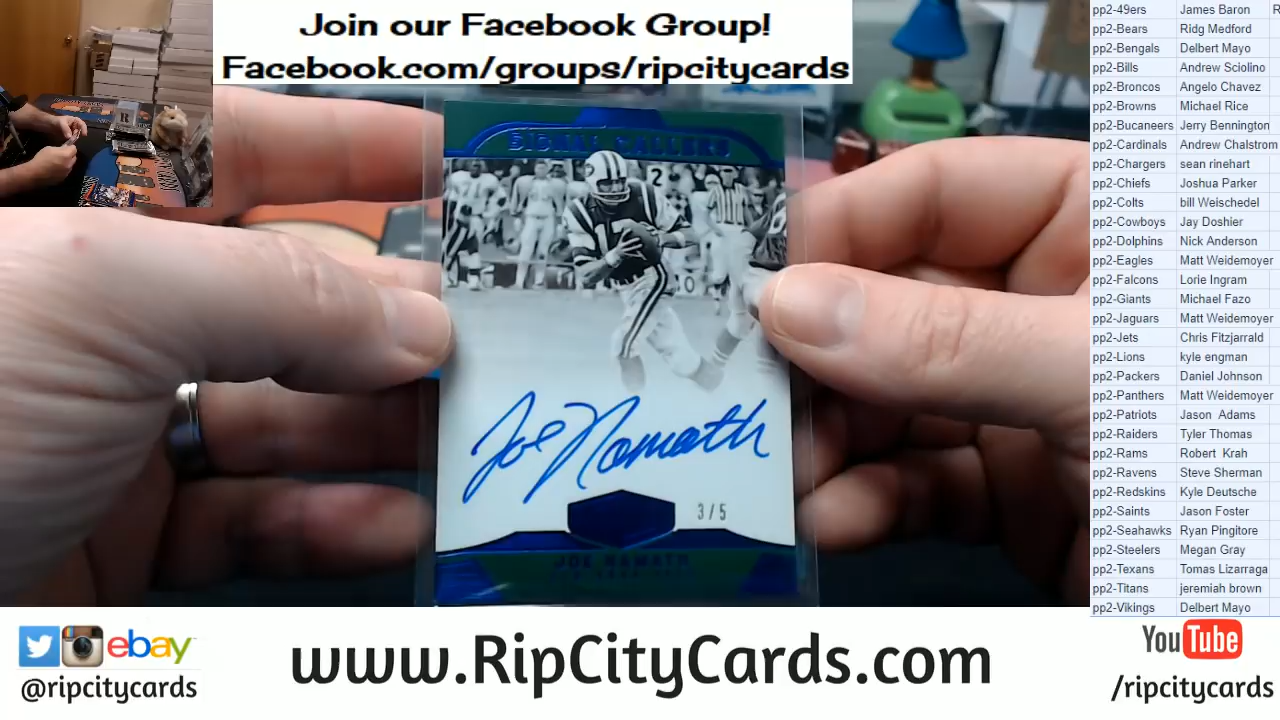 Join our Facebook Group!
Facebook.com/groups/ripcitycards
SIGNAL CALLERS
Joe Namath
3/5
JOE NAMATH
pp2-49ers James Baron R
pp2-Bears Ridg Medford
pp2-Bengals Delbert Mayo
pp2-Bills Andrew Sciolino
pp2-Broncos Angelo Chavez
pp2-Browns Michael Rice
pp2-Bucaneers Jerry Bennington
pp2-Cardinals Andrew Chalstrom
pp2-Chargers sean rinehart
pp2-Chiefs Joshua Parker
pp2-Colts bill Weischedel
pp2-Cowboys Jay Doshier
pp2-Dolphins Nick Anderson
pp2-Eagles Matt Weidemoyer
pp2-Falcons Lorie Ingram
pp2-Giants Michael Fazo
pp2-Jaguars Matt Weidemoyer
pp2-Jets Chris Fitzjarrald
pp2-Lions kyle engman
pp2-Packers Daniel Johnson
pp2-Panthers Matt Weidemoyer
pp2-Patriots Jason Adams
pp2-Raiders Tyler Thomas
pp2-Rams Robert Krah
pp2-Ravens Steve Sherman
pp2-Redskins Kyle Deutsche
pp2-Saints Jason Foster
pp2-Seahawks Ryan Pingitore
pp2-Steelers Megan Gray
pp2-Texans Tomas Lizarraga
pp2-Titans jeremiah brown
pp2-Vikings Delbert Mayo
ebay
@ripcitycards
www.RipCityCards.com
YouTube
/ripcitycards